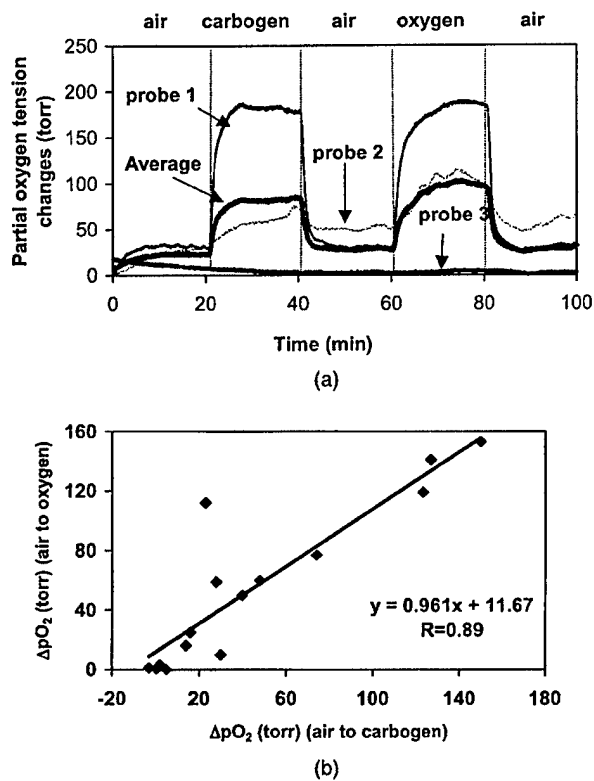 air carbogen air oxygen air
250
200
150
100
50
0
Partial oxygen tension
changes (torr)
probe 1
Average
probe 2
probe 3
0 20 40 60 80 100
Time (min)
(a)
160
120
80
40
0
ΔpO₂ (torr) (air to oxygen)
y = 0.961x + 11.67
R=0.89
-20 20 60 100 140 180
ΔpO₂ (torr) (air to carbogen)
(b)